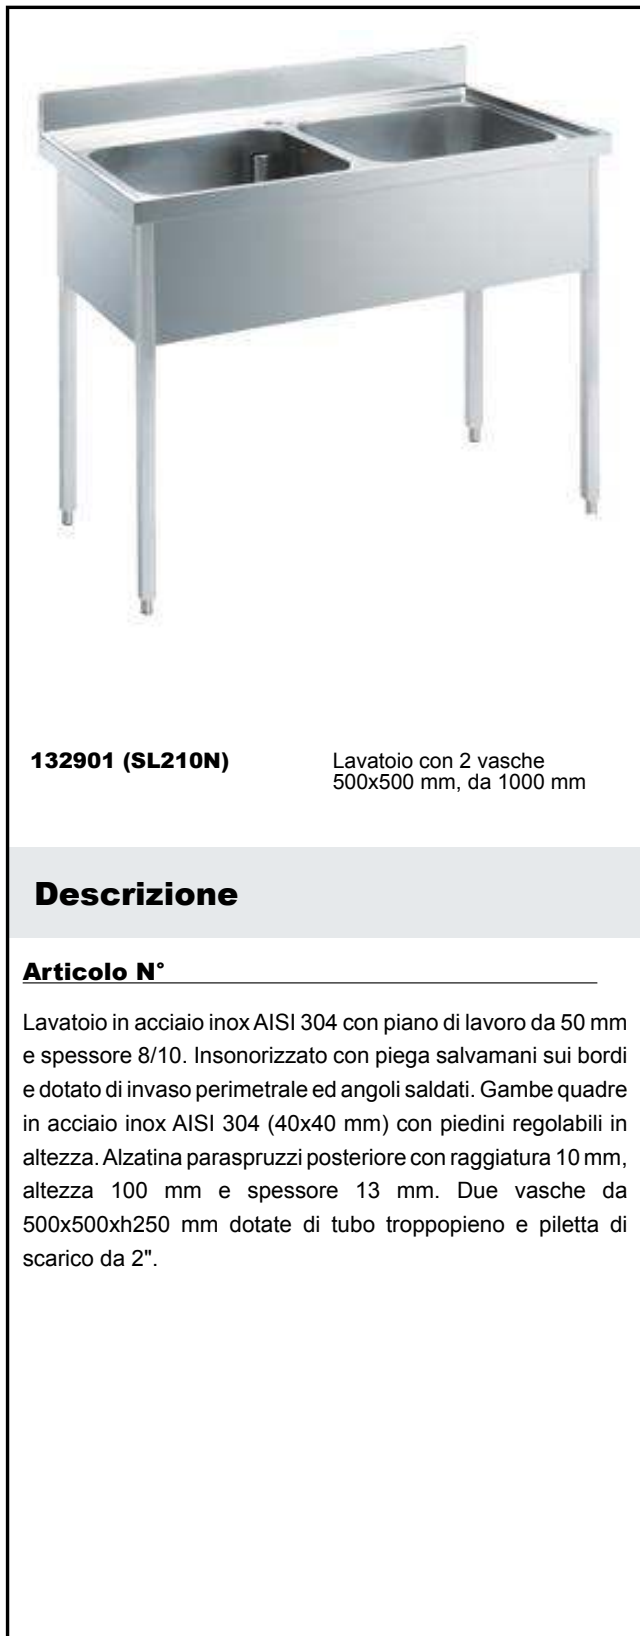 132901 (SL210N)
Lavatoio con 2 vasche
500x500 mm, da 1000 mm
Descrizione
Articolo N°
Lavatoio in acciaio inox AISI 304 con piano di lavoro da 50 mm
e spessore 8/10. Insonorizzato con piega salvamani sui bordi
e dotato di invaso perimetrale ed angoli saldati. Gambe quadre
in acciaio inox AISI 304 (40x40 mm) con piedini regolabili in
altezza. Alzatina paraspruzzi posteriore con raggiatura 10 mm,
altezza 100 mm e spessore 13 mm. Due vasche da
500x500xh250 mm dotate di tubo troppopieno e piletta di
scarico da 2".